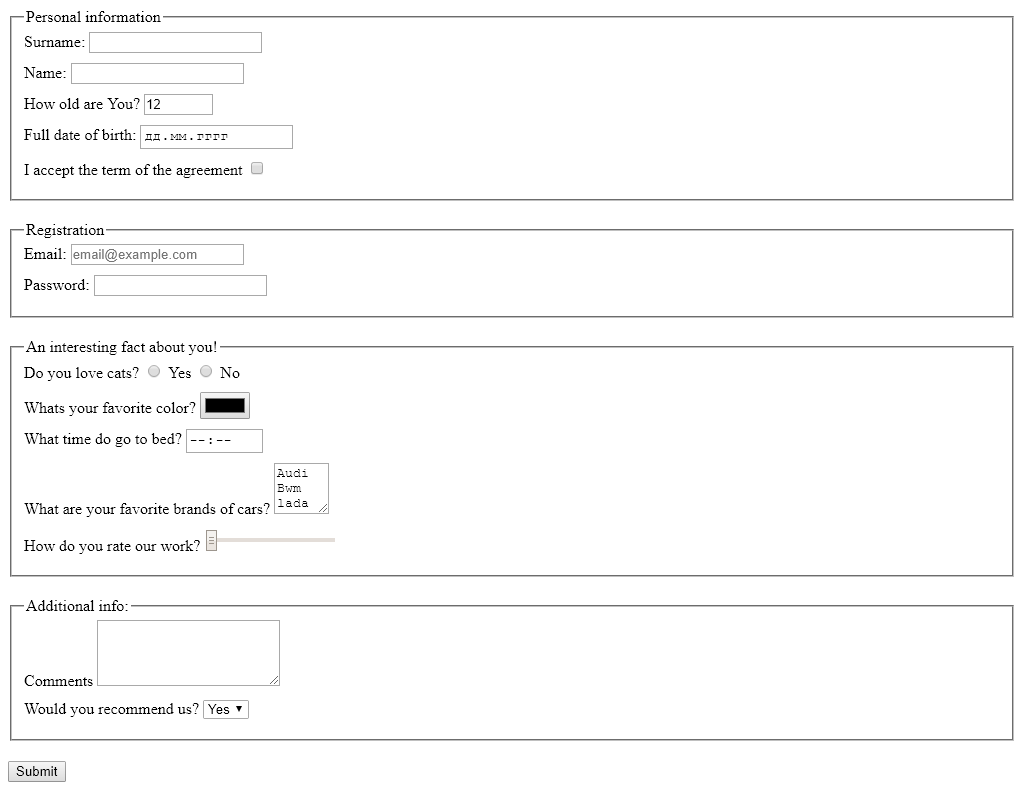 Personal information
Surname:
Name:
How old are You? 12
Full date of birth: дд.мм.гггг
I accept the term of the agreement
Registration
Email: email@example.com
Password:
An interesting fact about you!
Do you love cats? Yes No
Whats your favorite color?
What time do go to bed? --:--
Audi
Bwm
lada
What are your favorite brands of cars?
How do you rate our work?
Additional info:
Comments
Would you recommend us? Yes
Submit